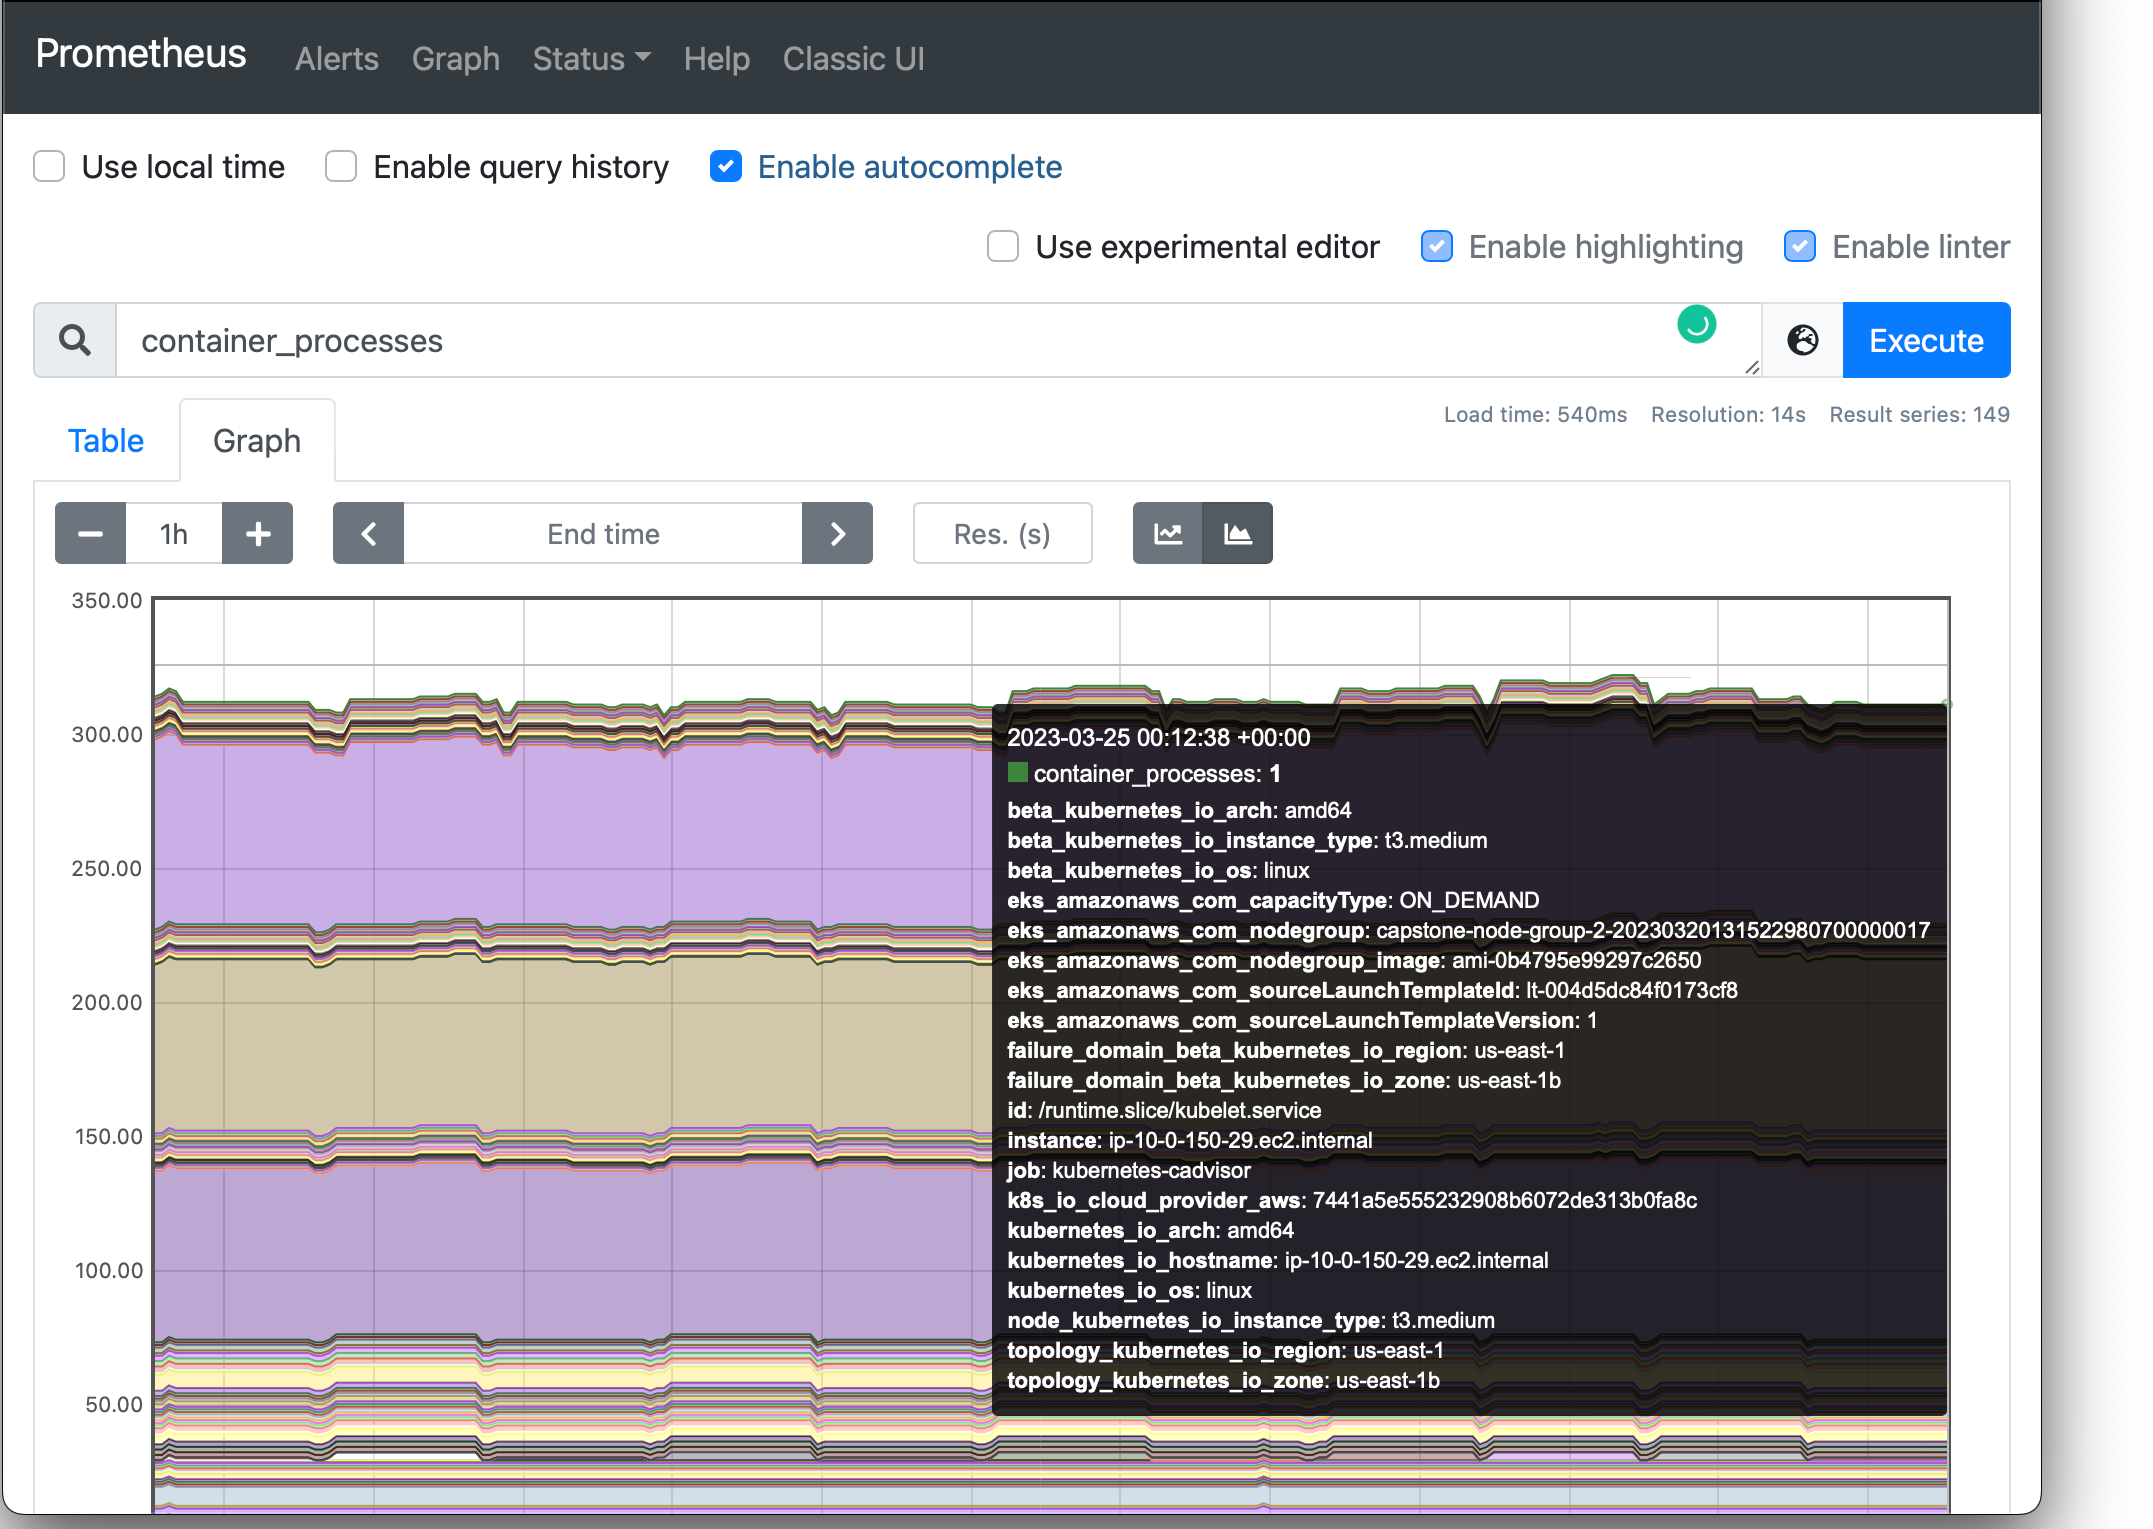 Prometheus Alerts Graph Status Help Classic UI
Use local time Enable query history Enable autocomplete
Use experimental editor Enable highlighting Enable linter
container_processes Execute
Load time: 540ms Resolution: 14s Result series: 149
Table Graph
1h End time Res. (s)
350.00
300.00
250.00
200.00
150.00
100.00
50.00
2023-03-25 00:12:38 +00:00
container_processes: 1
beta_kubernetes_io_arch: amd64
beta_kubernetes_io_instance_type: t3.medium
beta_kubernetes_io_os: linux
eks_amazonaws_com_capacityType: ON_DEMAND
eks_amazonaws_com_nodegroup: capstone-node-group-2-20230320131522980700000017
eks_amazonaws_com_nodegroup_image: ami-0b4795e99297c2650
eks_amazonaws_com_sourceLaunchTemplateId: lt-004d5dc84f0173cf8
eks_amazonaws_com_sourceLaunchTemplateVersion: 1
failure_domain_beta_kubernetes_io_region: us-east-1
failure_domain_beta_kubernetes_io_zone: us-east-1b
id: /runtime.slice/kubelet.service
instance: ip-10-0-150-29.ec2.internal
job: kubernetes-cadvisor
k8s_io_cloud_provider_aws: 7441a5e555232908b6072de313b0fa8c
kubernetes_io_arch: amd64
kubernetes_io_hostname: ip-10-0-150-29.ec2.internal
kubernetes_io_os: linux
node_kubernetes_io_instance_type: t3.medium
topology_kubernetes_io_region: us-east-1
topology_kubernetes_io_zone: us-east-1b